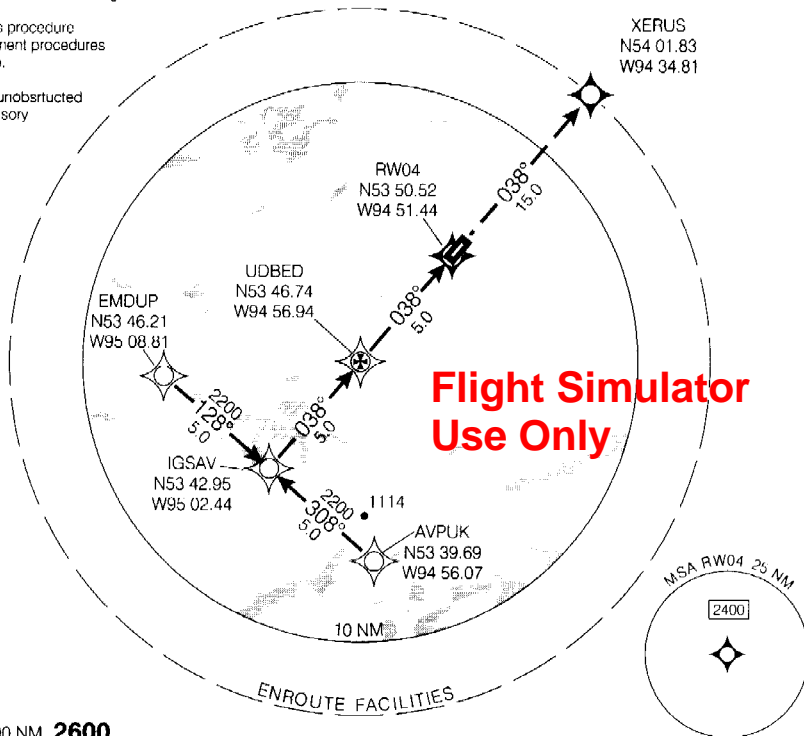 s procedure
nent procedures
unobsrtucted
sory
XERUS
N54 01.83
W94 34.81
038°
15.0
RW04
N53 50.52
W94 51.44
UDBED
N53 46.74
W94 56.94
038°
5.0
EMDUP
N53 46.21
W95 08.81
Flight Simulator
Use Only
2200
128°
5.0
038°
5.0
IGSAV
N53 42.95
W95 02.44
2200
308°
5.0
1114
AVPUK
N53 39.69
W94 56.07
MSA RW04 25 NM
2400
10 NM
ENROUTE FACILITIES
0 NM 2600